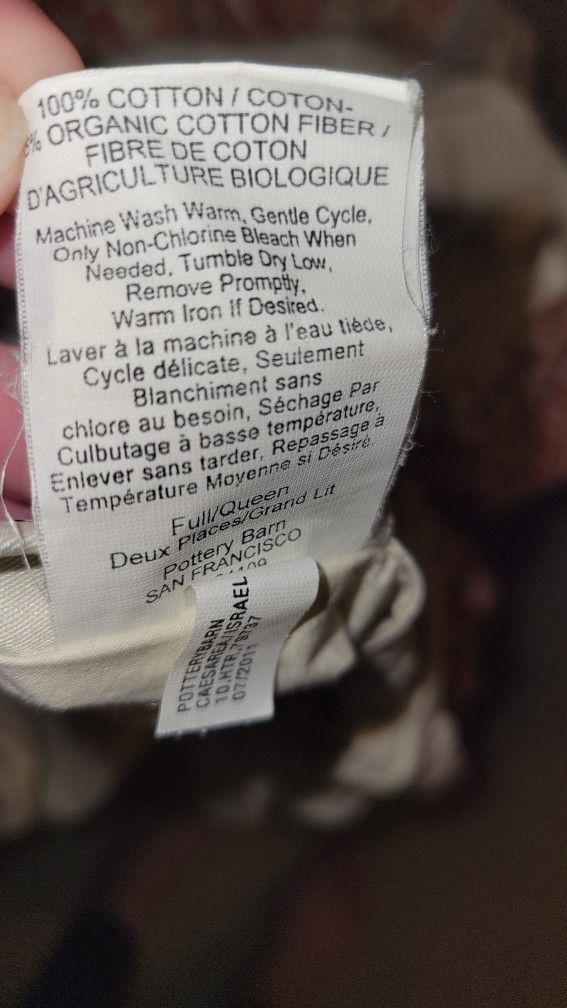 100% COTTON / COTON-
% ORGANIC COTTON FIBER /
FIBRE DE COTON
D'AGRICULTURE BIOLOGIQUE
Machine Wash Warm, Gentle Cycle,
Only Non-Chlorine Bleach When
Needed, Tumble Dry Low,
Remove Promptly,
Warm Iron If Desired.
Laver à la machine à l'eau tiède,
Cycle délicate, Seulement
Blanchiment sans
chlore au besoin, Séchage Par
Culbutage à basse température,
Enlever sans tarder, Repassage à
Température Moyenne si Désiré.
Full/Queen
Deux Places/Grand Lit
Pottery Barn
SAN FRANCISCO
POTTERYBARN
CAESAREA/ISRAEL
10.HTR.79737
07/2011